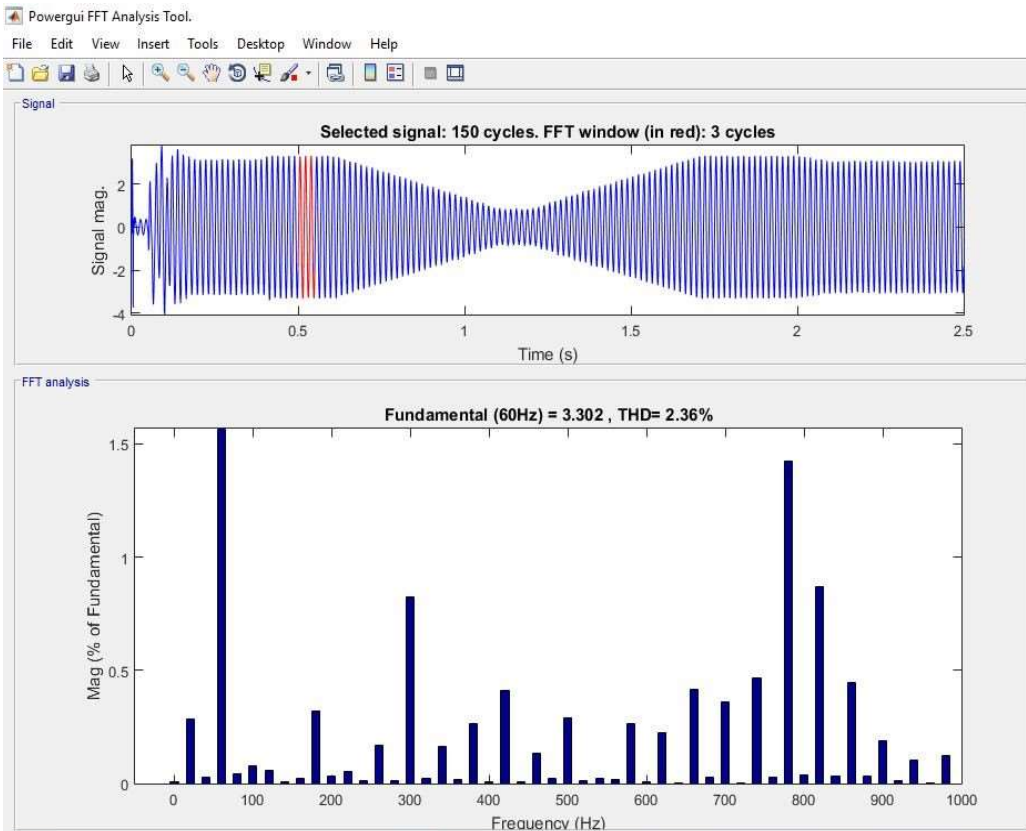 Powergui FFT Analysis Tool.
File Edit View Insert Tools Desktop Window Help
Signal
Selected signal: 150 cycles. FFT window (in red): 3 cycles
Signal mag.
2
0
-2
-4
0 0.5 1 1.5 2 2.5
Time (s)
FFT analysis
Fundamental (60Hz) = 3.302 , THD= 2.36%
Mag (% of Fundamental)
1.5
1
0.5
0
0 100 200 300 400 500 600 700 800 900 1000
Frequency (Hz)